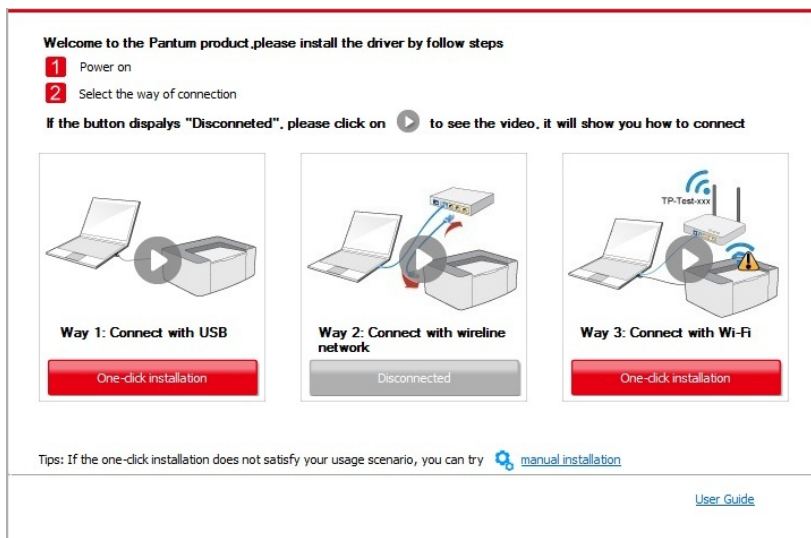 Welcome to the Pantum product,please install the driver by follow steps
1 Power on
2 Select the way of connection
If the button dispalys "Disconneted", please click on to see the video, it will show you how to connect
TP-Test-xxx
Way 1: Connect with USB
One-click installation
Way 2: Connect with wireline
network
Disconnected
Way 3: Connect with Wi-Fi
One-click installation
Tips: If the one-click installation does not satisfy your usage scenario, you can try manual installation
User Guide